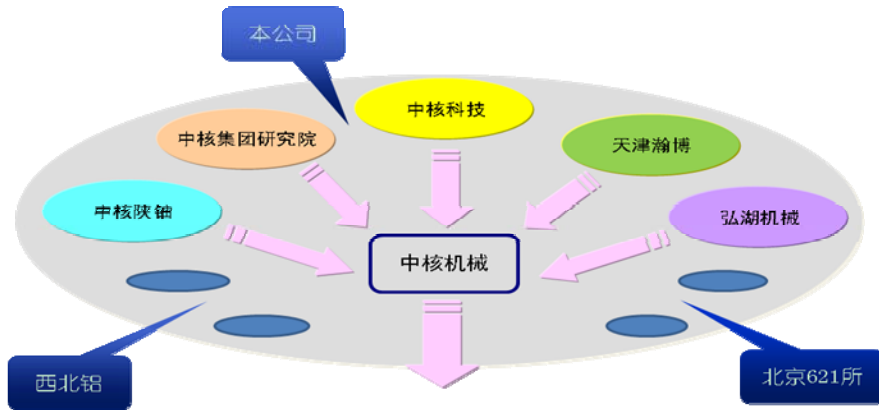 本公司
中核科技
中核集团研究院
天津瀚博
中核陕铀
弘湖机械
中核机械
西北铝
北京621所